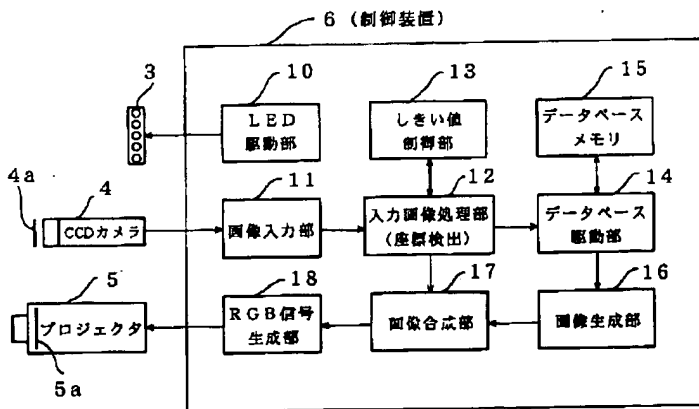 6 (制御装置)
3
10
13
15
LED
駆動部
しきい値
制御部
データベース
メモリ
4a
4
11
12
14
CCDカメラ
画像入力部
入力画像処理部
(座標検出)
データベース
駆動部
5
18
17
16
プロジェクタ
RGB信号
生成部
画像合成部
画像生成部
5a